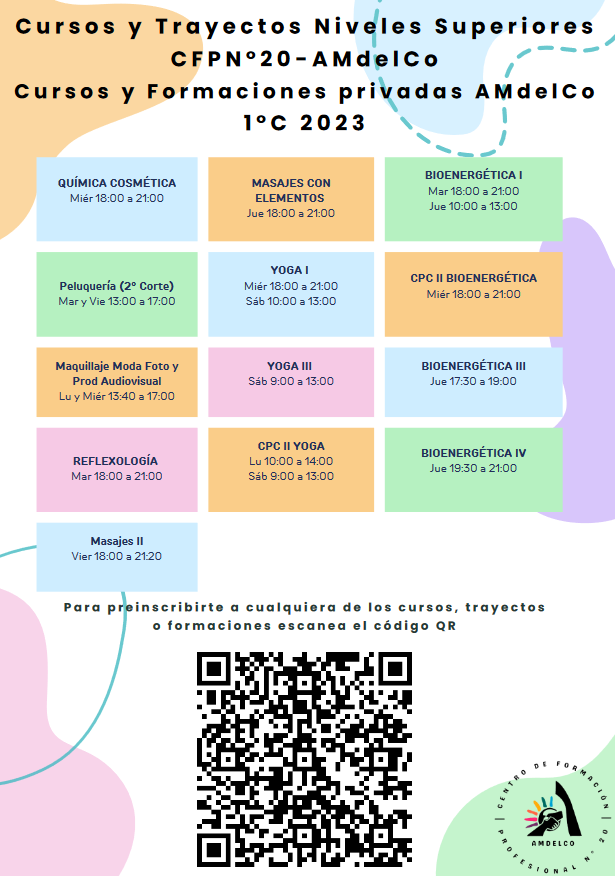 Cursos y Trayectos Niveles Superiores
CFPN°20-AMdelCo
Cursos y Formaciones privadas AMdelCo
1°C 2023
QUÍMICA COSMÉTICA
Miér 18:00 a 21:00
MASAJES CON
ELEMENTOS
Jue 18:00 a 21:00
BIOENERGÉTICA I
Mar 18:00 a 21:00
Jue 10:00 a 13:00
Peluquería (2° Corte)
Mar y Vie 13:00 a 17:00
YOGA I
Miér 18:00 a 21:00
Sáb 10:00 a 13:00
CPC II BIOENERGÉTICA
Miér 18:00 a 21:00
Maquillaje Moda Foto y
Prod Audiovisual
Lu y Miér 13:40 a 17:00
YOGA III
Sáb 9:00 a 13:00
BIOENERGÉTICA III
Jue 17:30 a 19:00
REFLEXOLOGÍA
Mar 18:00 a 21:00
CPC II YOGA
Lu 10:00 a 14:00
Sáb 9:00 a 13:00
BIOENERGÉTICA IV
Jue 19:30 a 21:00
Masajes II
Vier 18:00 a 21:20
Para preinscribirte a cualquiera de los cursos, trayectos
o formaciones escanea el código QR
CENTRO DE FORMACIÓN
AMDELCO
PROFESIONAL N° 20